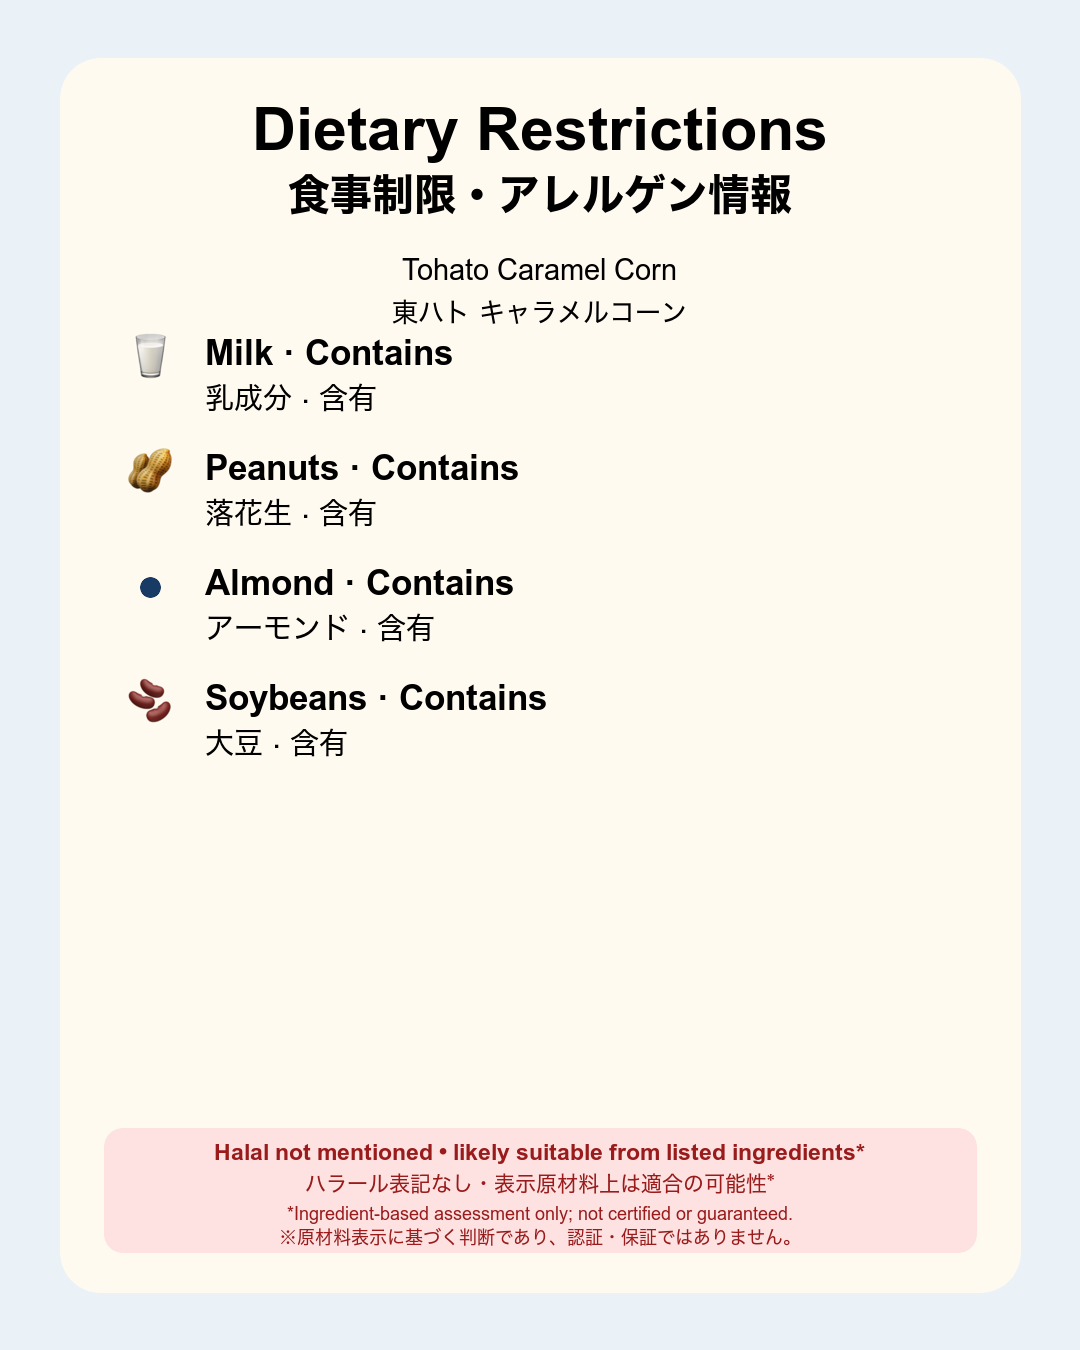 Dietary Restrictions
食事制限・アレルゲン情報
Tohato Caramel Corn
東ハト キャラメルコーン
Milk · Contains
乳成分 · 含有
Peanuts · Contains
落花生 · 含有
Almond · Contains
アーモンド · 含有
Soybeans · Contains
大豆 · 含有
Halal not mentioned • likely suitable from listed ingredients*
ハラール表記なし・表示原材料上は適合の可能性*
*Ingredient-based assessment only; not certified or guaranteed.
※原材料表示に基づく判断であり、認証・保証ではありません。